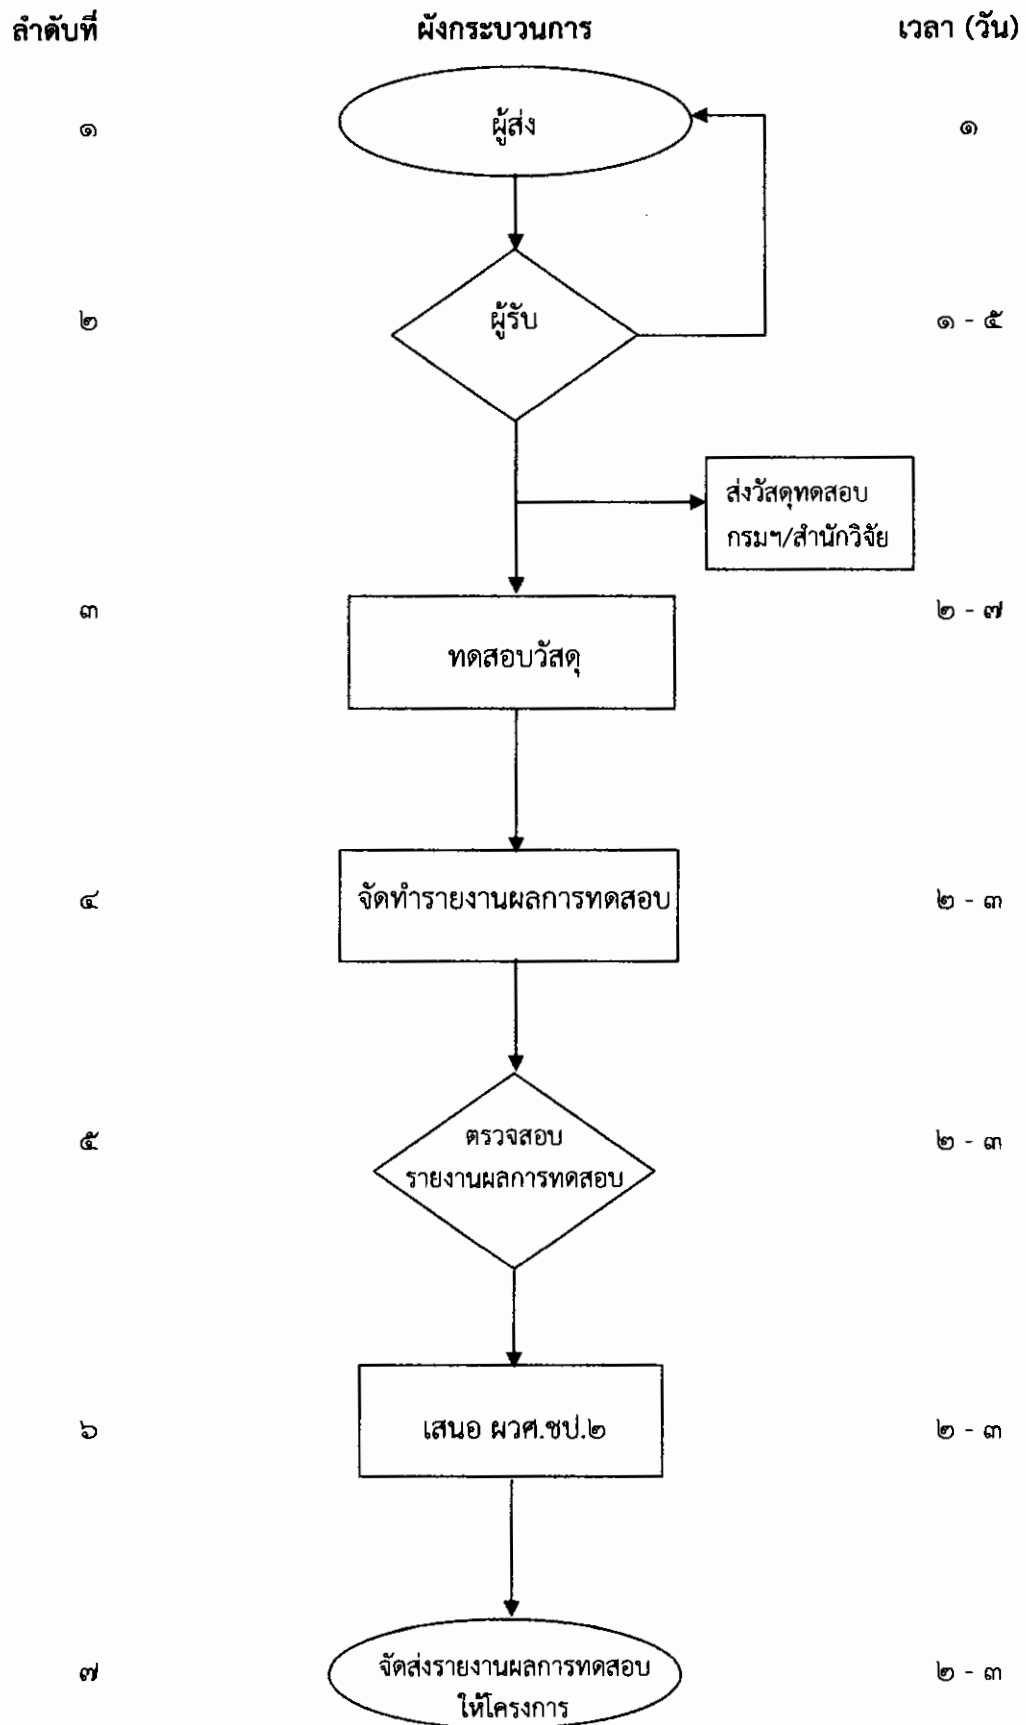 ลำดับที่ ผังกระบวนการ เวลา (วัน)
๑ ผู้ส่ง ๑
๒ ผู้รับ ๑ - ๕
ส่งวัสดุทดสอบ
กรมฯ/สำนักวิจัย
๓ ๒ - ๗
ทดสอบวัสดุ
๔ จัดทำรายงานผลการทดสอบ ๒ - ๓
๕ ตรวจสอบ ๒ - ๓
รายงานผลการทดสอบ
๖ เสนอ ผวศ.ชป.๒ ๒ - ๓
๗ จัดส่งรายงานผลการทดสอบ ๒ - ๓
ให้โครงการ